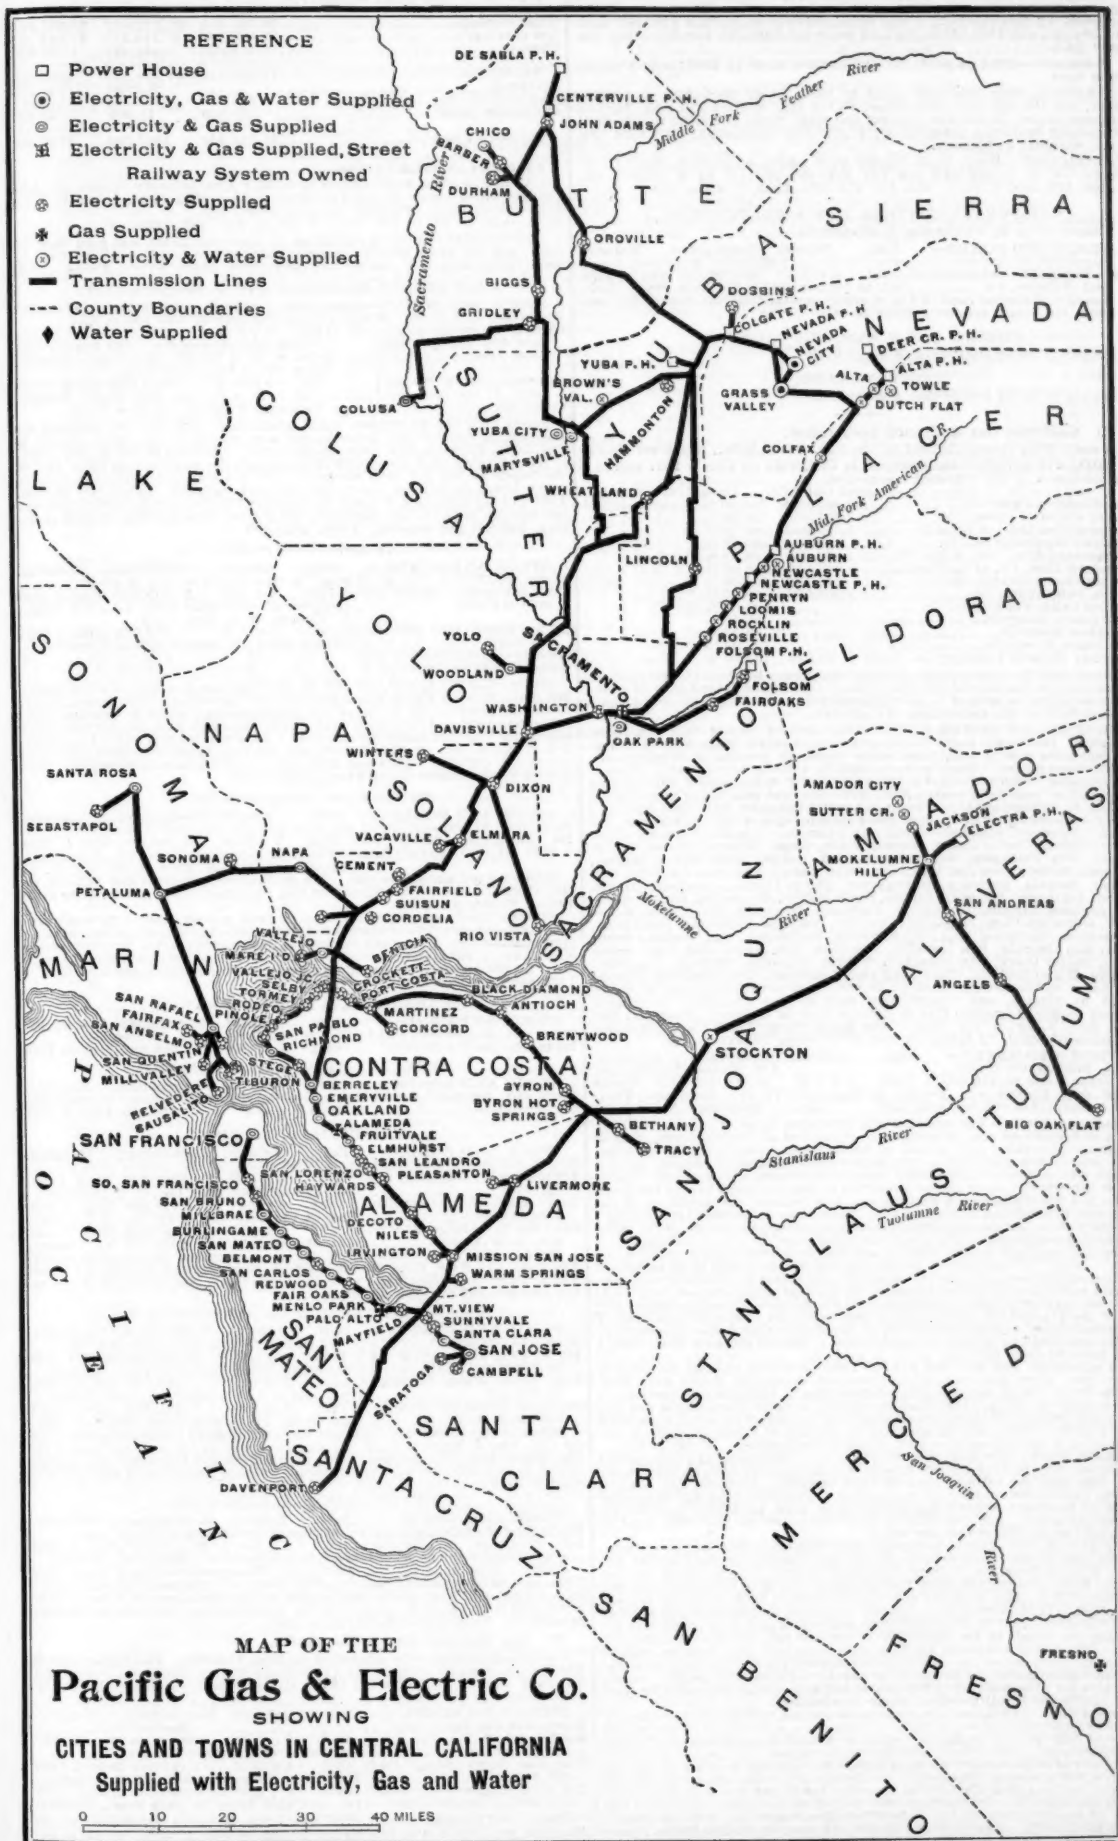 REFERENCE
Power House
Electricity, Gas & Water Supplied
Electricity & Gas Supplied
Electricity & Gas Supplied, Street
Railway System Owned
Electricity Supplied
Gas Supplied
Electricity & Water Supplied
Transmission Lines
County Boundaries
Water Supplied
DE SABLA P.H.
CENTERVILLE P.H.
JOHN ADAMS
CHICO
BARBER
DURHAM
Sacramento River
Middle Fork Feather River
BUTTE
SIERRA
OROVILLE
BIGGS
GRIDLEY
YUBA
DOBBINS
COLGATE P.H.
NEVADA P.H
NEVADA CITY
NEVADA
DEER CR. P.H.
ALTA P.H.
ALTA
TOWLE
DUTCH FLAT
GRASS VALLEY
YUBA P.H.
BROWN'S VAL.
HAMMONTON
COLUSA
COLUSA
SUTTER
YUBA CITY
MARYSVILLE
LAKE
COLFAX
PLACER
Mid. Fork American R.
WHEATLAND
LINCOLN
AUBURN P.H.
AUBURN
NEWCASTLE
NEWCASTLE P.H.
PENRYN
LOOMIS
ROCKLIN
ROSEVILLE
FOLSOM P.H.
FOLSOM
FAIROAKS
ELDORADO
YOLO
YOLO
WOODLAND
SACRAMENTO
WASHINGTON
OAK PARK
DAVISVILLE
SONOMA
NAPA
WINTERS
DIXON
SOLANO
SACRAMENTO
SANTA ROSA
SEBASTAPOL
VACAVILLE
ELMARA
SONOMA
NAPA
CEMENT
FAIRFIELD
SUISUN
CORDELIA
PETALUMA
RIO VISTA
AMADOR CITY
SUTTER CR.
JACKSON
ELECTRA P.H.
AMADOR
MOKELUMNE HILL
Mokelumne River
SAN ANDREAS
CALAVERAS
ANGELS
SAN JOAQUIN
MARIN
VALLEJO
MARE I'D
BENICIA
VALLEJO J.C.
CROCKETT
SELBY
PORT COSTA
TORMEY
RODEO
PINOLE
MARTINEZ
CONCORD
BLACK DIAMOND
ANTIOCH
BRENTWOOD
SAN RAFAEL
FAIRFAX
SAN ANSELMO
SAN QUENTIN
MILL VALLEY
BELVEDERE
SAUSALITO
TIBURON
SAN PABLO
RICHMOND
STEGE
CONTRA COSTA
STOCKTON
TUOLUM
BERRELEY
EMERYVILLE
OAKLAND
ALAMEDA
FRUITVALE
ELMHURST
SAN LEANDRO
SAN LORENZO
HAYWARDS
BYRON
BYRON HOT SPRINGS
BETHANY
TRACY
BIG OAK FLAT
PLEASANTON
LIVERMORE
Stanislaus River
Tuolumne River
PACIFIC OCEAN
SAN FRANCISCO
SO. SAN FRANCISCO
SAN BRUNO
MILLBRAE
BURLINGAME
SAN MATEO
BELMONT
SAN CARLOS
REDWOOD
FAIR OAKS
MENLO PARK
PALO ALTO
MAYFIELD
ALAMEDA
DECOTO
NILES
IRVINGTON
MISSION SAN JOSE
WARM SPRINGS
MT. VIEW
SUNNYVALE
SANTA CLARA
SAN JOSE
CAMBPELL
SARATOGA
SAN MATEO
STANISLAUS
SANTA CLARA
SANTA CRUZ
DAVENPORT
MERCED
San Joaquin River
SAN BENITO
FRESNO
FRESNO
MAP OF THE
Pacific Gas & Electric Co.
SHOWING
CITIES AND TOWNS IN CENTRAL CALIFORNIA
Supplied with Electricity, Gas and Water
0 10 20 30 40 MILES